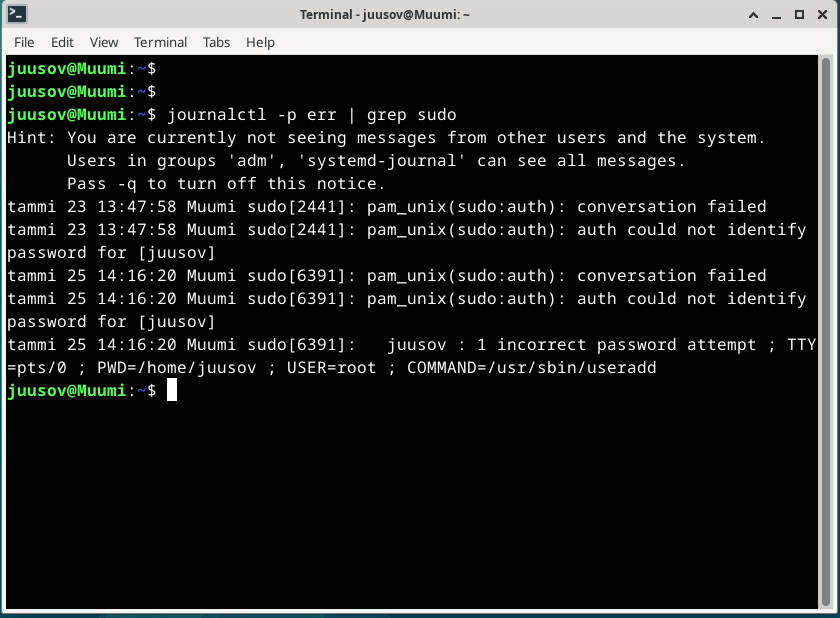 Terminal - juusov@Muumi: ~
File Edit View Terminal Tabs Help
juusov@Muumi:~$
juusov@Muumi:~$
juusov@Muumi:~$ journalctl -p err | grep sudo
Hint: You are currently not seeing messages from other users and the system.
      Users in groups 'adm', 'systemd-journal' can see all messages.
      Pass -q to turn off this notice.
tammi 23 13:47:58 Muumi sudo[2441]: pam_unix(sudo:auth): conversation failed
tammi 23 13:47:58 Muumi sudo[2441]: pam_unix(sudo:auth): auth could not identify
password for [juusov]
tammi 25 14:16:20 Muumi sudo[6391]: pam_unix(sudo:auth): conversation failed
tammi 25 14:16:20 Muumi sudo[6391]: pam_unix(sudo:auth): auth could not identify
password for [juusov]
tammi 25 14:16:20 Muumi sudo[6391]:   juusov : 1 incorrect password attempt ; TTY
=pts/0 ; PWD=/home/juusov ; USER=root ; COMMAND=/usr/sbin/useradd
juusov@Muumi:~$